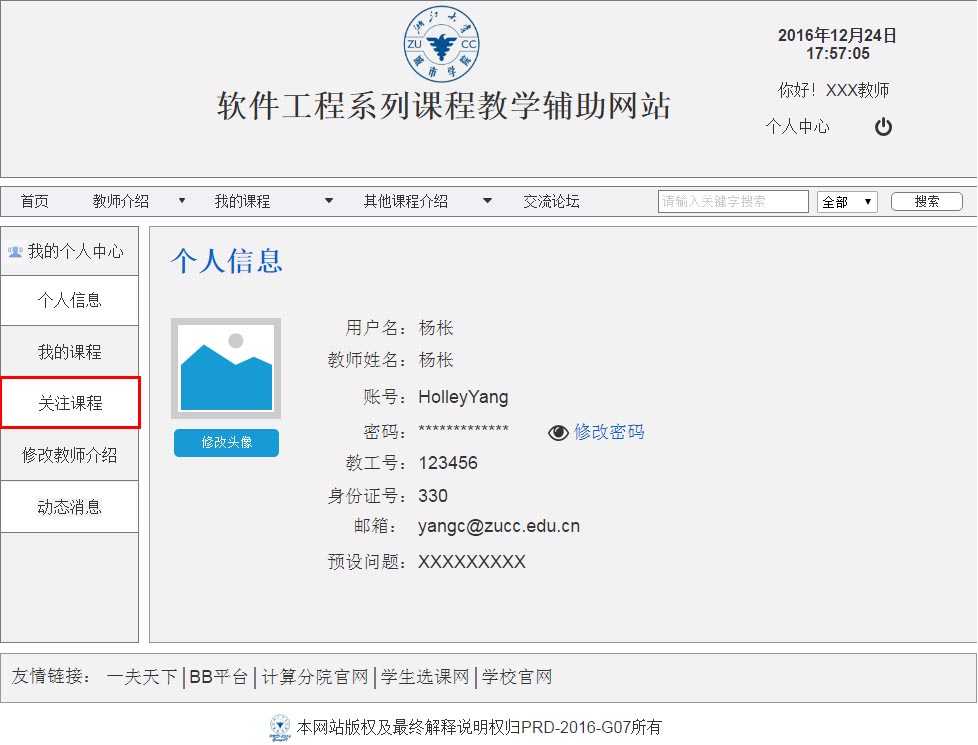 浙江大学
ZU CC
城市学院
2016年12月24日
17:57:05
软件工程系列课程教学辅助网站
你好！XXX教师
个人中心
首页 教师介绍 ▼ 我的课程 ▼ 其他课程介绍 ▼ 交流论坛 请输入关键字搜索 全部 ▼ 搜索
我的个人中心
个人信息
我的课程
关注课程
修改教师介绍
动态消息
个人信息
修改头像
用户名：杨枨
教师姓名：杨枨
账号：HolleyYang
密码：************* 修改密码
教工号：123456
身份证号：330
邮箱：yangc@zucc.edu.cn
预设问题：XXXXXXXXX
友情链接： 一夫天下|BB平台|计算分院官网|学生选课网|学校官网
本网站版权及最终解释说明权归PRD-2016-G07所有